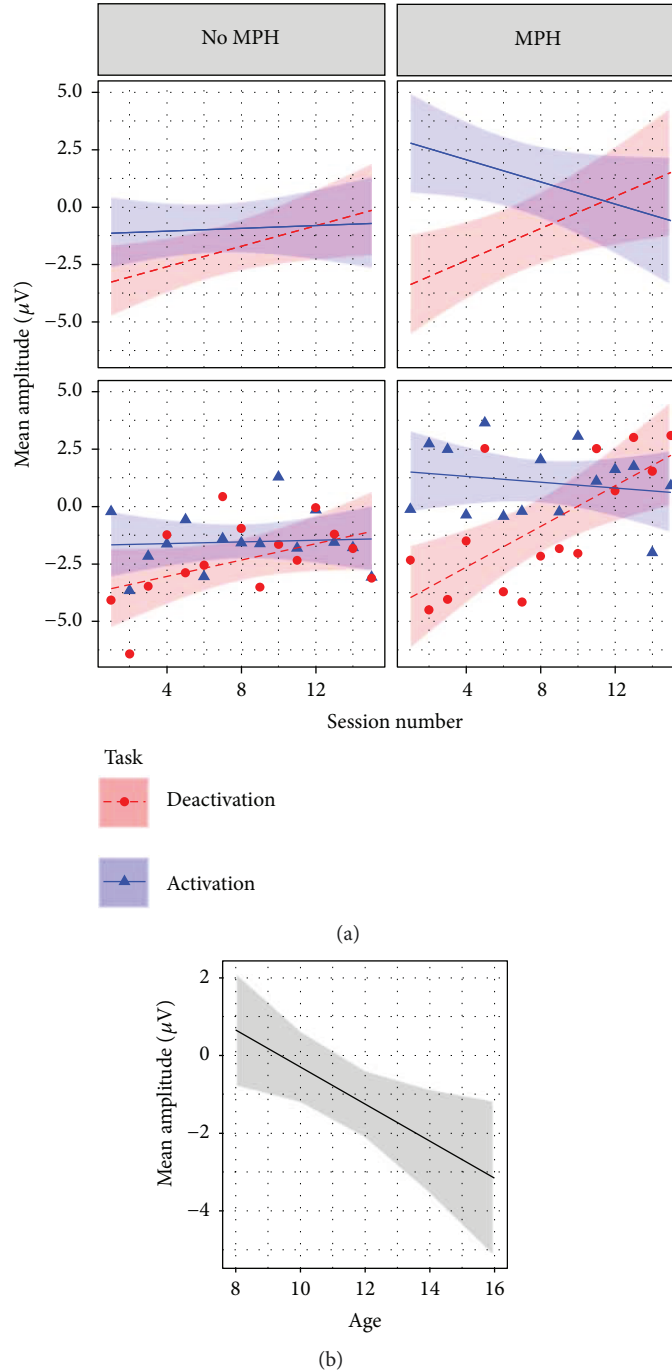 No MPH MPH
5.0
2.5
0.0
−2.5
−5.0
5.0
2.5
0.0
−2.5
−5.0
Mean amplitude (μV)
4 8 12 4 8 12
Session number
Task
Deactivation
Activation
(a)
2
0
−2
−4
Mean amplitude (μV)
8 10 12 14 16
Age
(b)